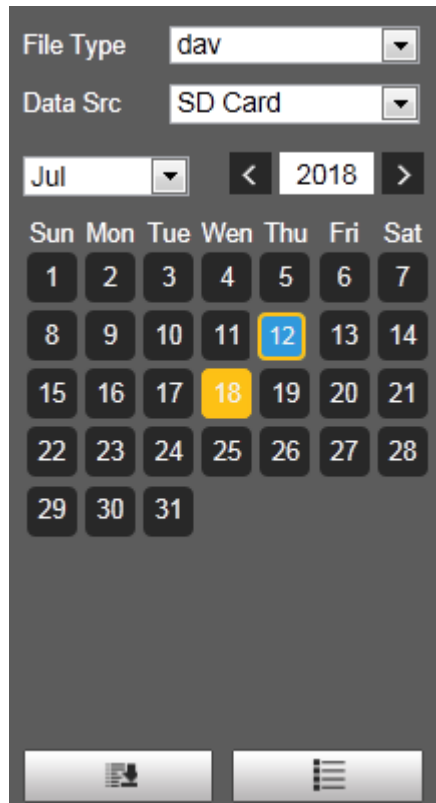 File Type dav
Data Src SD Card
Jul < 2018 >
Sun Mon Tue Wen Thu Fri Sat
1 2 3 4 5 6 7
8 9 10 11 12 13 14
15 16 17 18 19 20 21
22 23 24 25 26 27 28
29 30 31